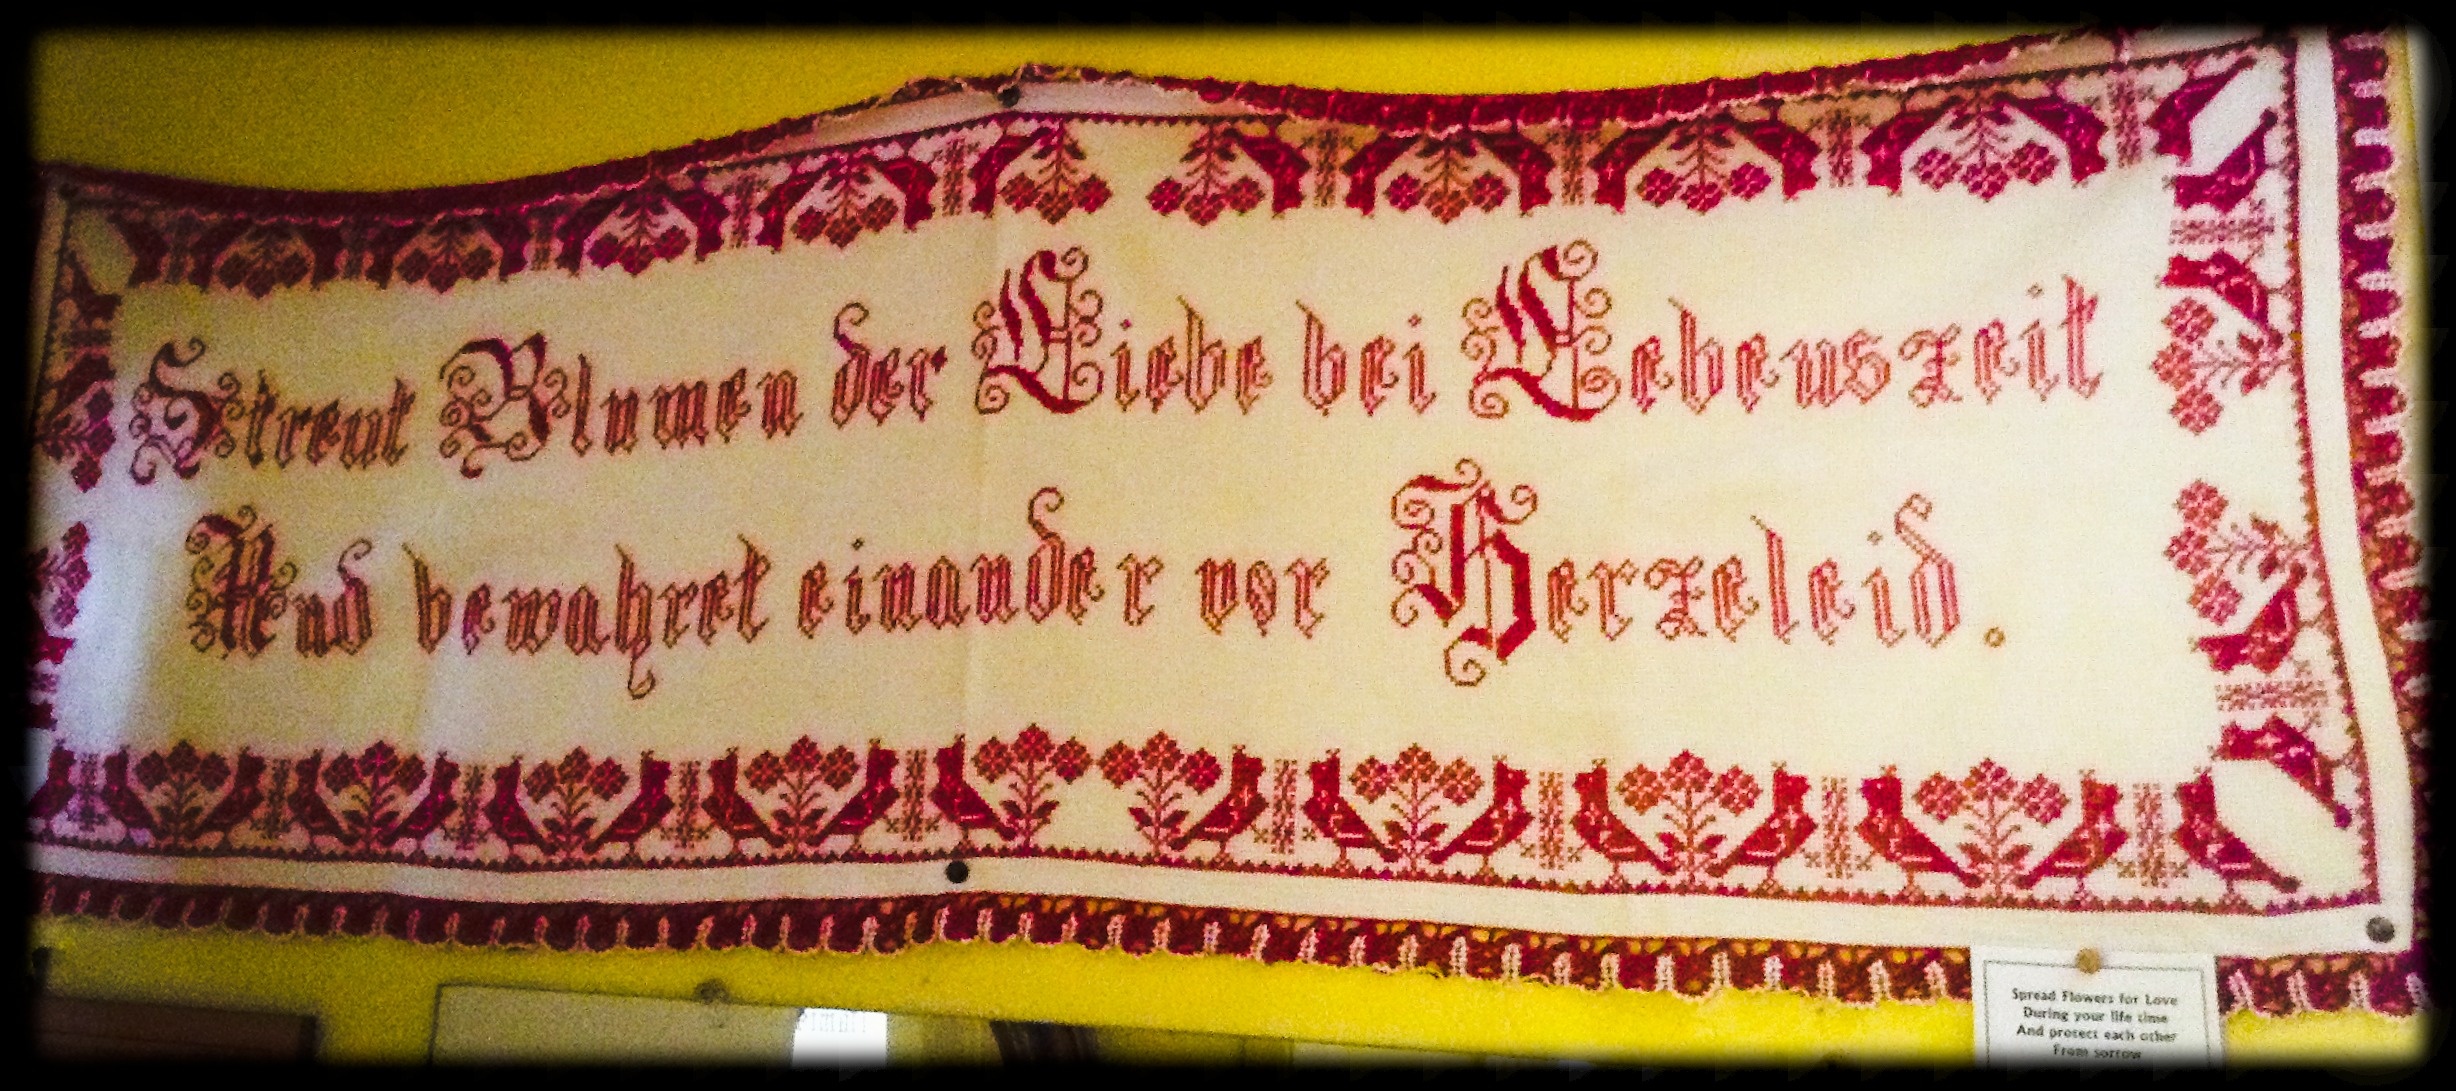 Streut Blumen der Liebe bei Lebenszeit
Und bewahret einander vor Herzeleid.
Spread Flowers for Love
During your life time
And protect each other
From sorrow